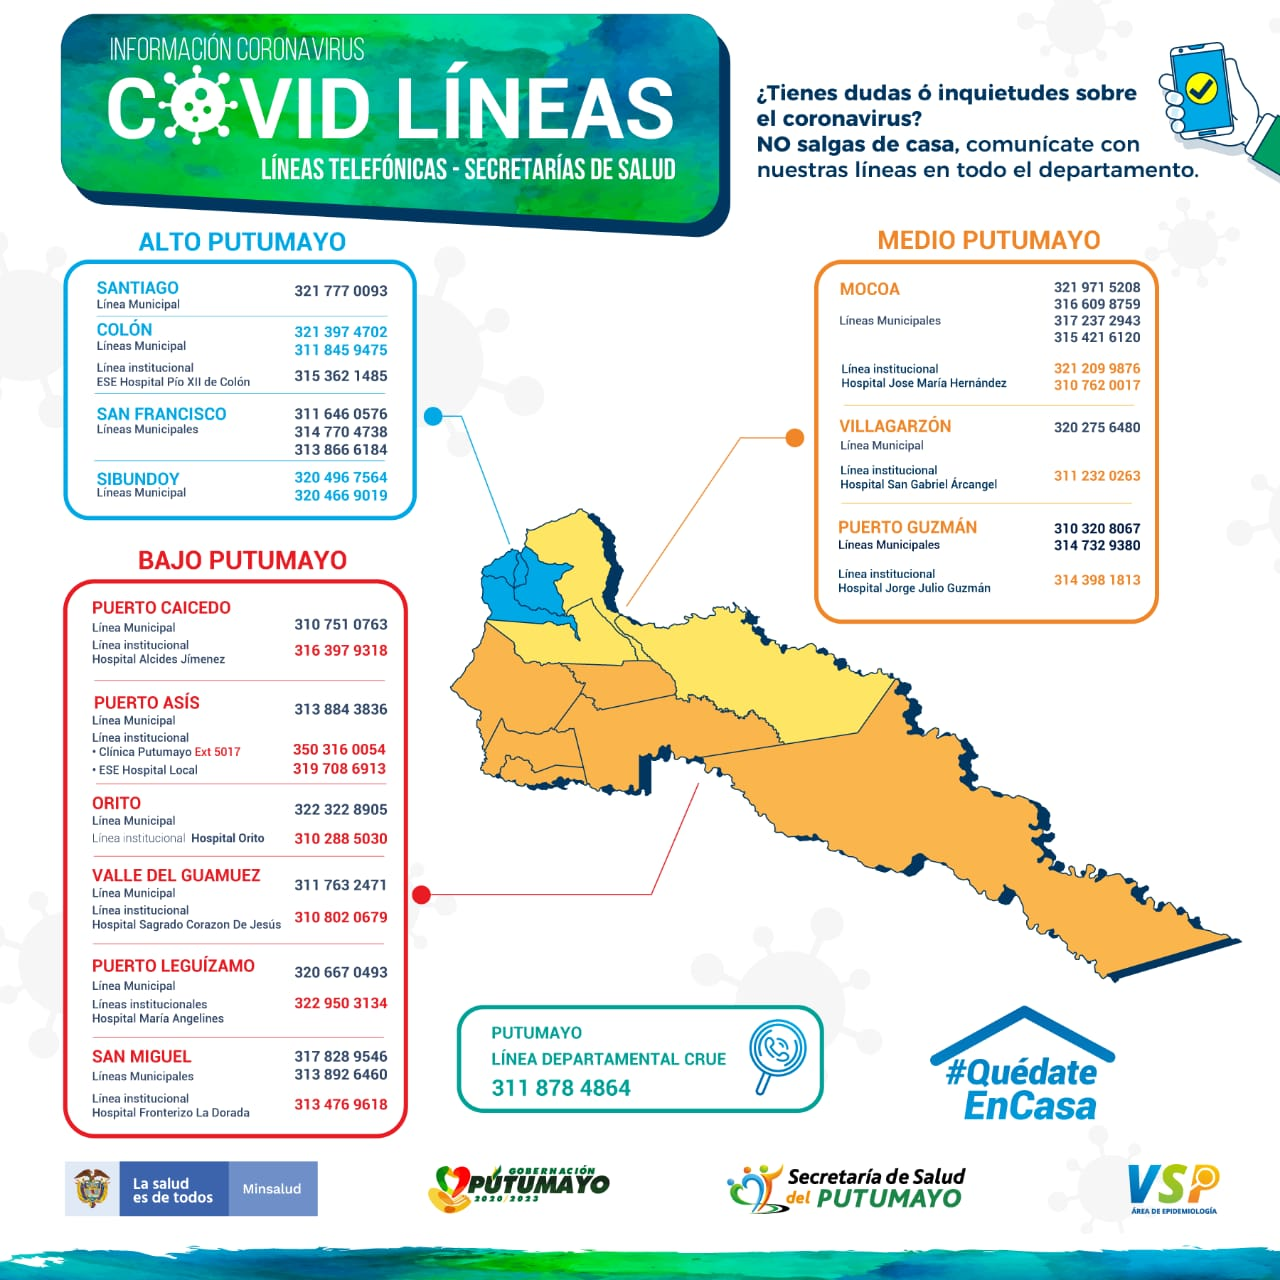 INFORMACIÓN CORONAVIRUS
COVID LÍNEAS
LÍNEAS TELEFÓNICAS - SECRETARÍAS DE SALUD
¿Tienes dudas ó inquietudes sobre
el coronavirus?
NO salgas de casa, comunícate con
nuestras líneas en todo el departamento.
ALTO PUTUMAYO
SANTIAGO 321 777 0093
Línea Municipal
COLÓN 321 397 4702
Líneas Municipal 311 845 9475
Línea institucional
ESE Hospital Pío XII de Colón 315 362 1485
SAN FRANCISCO 311 646 0576
Líneas Municipales 314 770 4738
313 866 6184
SIBUNDOY 320 496 7564
Líneas Municipal 320 466 9019
BAJO PUTUMAYO
PUERTO CAICEDO
Línea Municipal 310 751 0763
Línea institucional 316 397 9318
Hospital Alcides Jímenez
PUERTO ASÍS 313 884 3836
Línea Municipal
Línea institucional
• Clínica Putumayo Ext 5017 350 316 0054
• ESE Hospital Local 319 708 6913
ORITO 322 322 8905
Línea Municipal
Línea institucional Hospital Orito 310 288 5030
VALLE DEL GUAMUEZ 311 763 2471
Línea Municipal
Línea institucional 310 802 0679
Hospital Sagrado Corazon De Jesús
PUERTO LEGUÍZAMO 320 667 0493
Línea Municipal
Líneas institucionales 322 950 3134
Hospital María Angelines
SAN MIGUEL 317 828 9546
Líneas Municipales 313 892 6460
Línea institucional 313 476 9618
Hospital Fronterizo La Dorada
MEDIO PUTUMAYO
MOCOA 321 971 5208
316 609 8759
Líneas Municipales 317 237 2943
315 421 6120
Línea institucional 321 209 9876
Hospital Jose María Hernández 310 762 0017
VILLAGARZÓN 320 275 6480
Línea Municipal
Línea institucional 311 232 0263
Hospital San Gabriel Árcangel
PUERTO GUZMÁN 310 320 8067
Líneas Municipales 314 732 9380
Línea institucional 314 398 1813
Hospital Jorge Julio Guzmán
PUTUMAYO
LÍNEA DEPARTAMENTAL CRUE
311 878 4864
#Quédate
EnCasa
La salud
es de todos
Minsalud
GOBERNACIÓN
PUTUMAYO
2020/2023
Secretaría de Salud
del PUTUMAYO
VSP
ÁREA DE EPIDEMIOLOGÍA